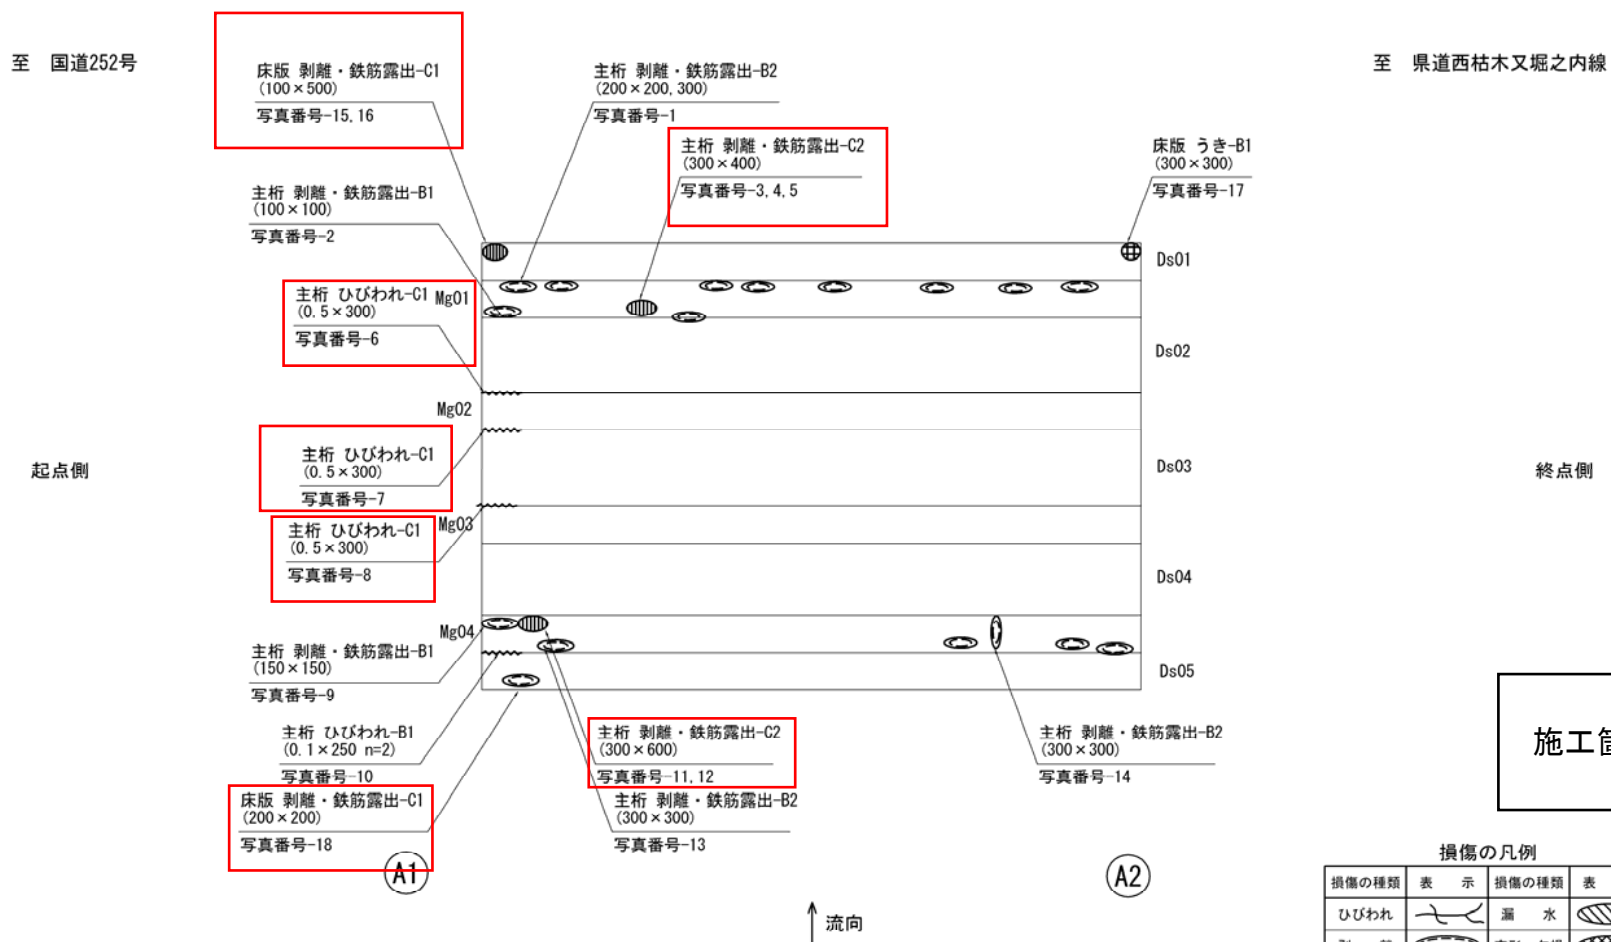 至　国道252号
至　県道西枯木又堀之内線
床版 剥離・鉄筋露出-C1
(100×500)
写真番号-15,16
主桁 剥離・鉄筋露出-B2
(200×200,300)
写真番号-1
主桁 剥離・鉄筋露出-C2
(300×400)
写真番号-3,4,5
床版 うき-B1
(300×300)
写真番号-17
主桁 剥離・鉄筋露出-B1
(100×100)
写真番号-2
Ds01
主桁 ひびわれ-C1
(0.5×300)
写真番号-6
Mg01
Ds02
Mg02
起点側
主桁 ひびわれ-C1
(0.5×300)
写真番号-7
Ds03
終点側
主桁 ひびわれ-C1
(0.5×300)
写真番号-8
Mg03
Ds04
Mg04
主桁 剥離・鉄筋露出-B1
(150×150)
写真番号-9
Ds05
主桁 ひびわれ-B1
(0.1×250 n=2)
写真番号-10
主桁 剥離・鉄筋露出-C2
(300×600)
写真番号-11,12
主桁 剥離・鉄筋露出-B2
(300×300)
写真番号-14
施工
床版 剥離・鉄筋露出-C1
(200×200)
写真番号-18
主桁 剥離・鉄筋露出-B2
(300×300)
写真番号-13
A1
A2
流向
損傷の凡例
損傷の種類　表　示　損傷の種類　表
ひびわれ　漏　水